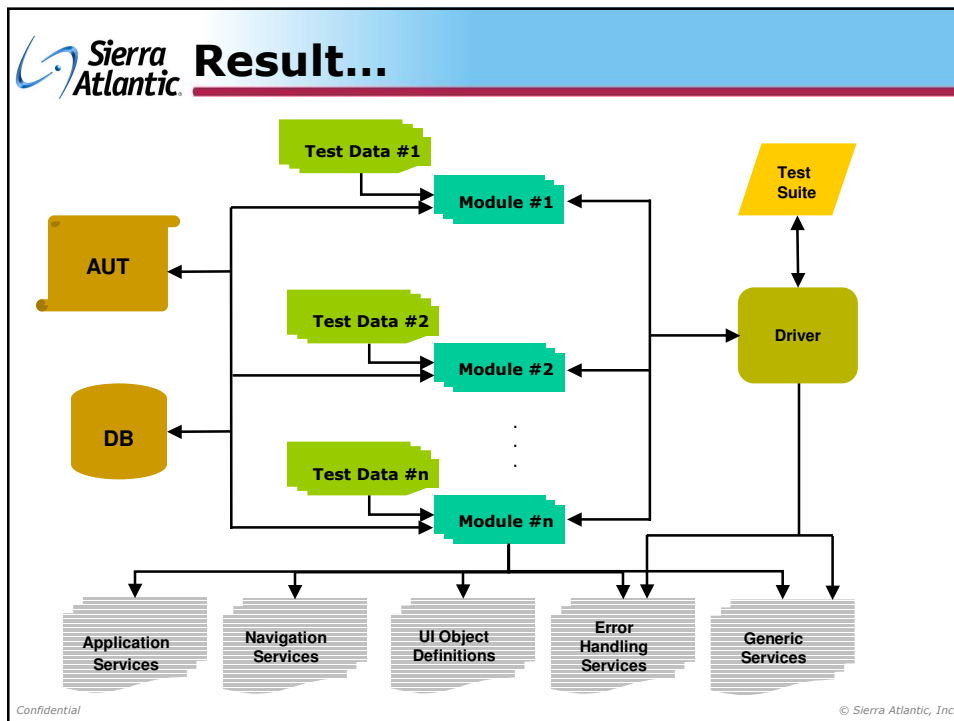 Sierra
Atlantic®
Result...
Test Data #1
Module #1
Test
Suite
AUT
Test Data #2
Module #2
Driver
DB
.
.
.
Test Data #n
Module #n
Application
Services
Navigation
Services
UI Object
Definitions
Error
Handling
Services
Generic
Services
Confidential
© Sierra Atlantic, Inc